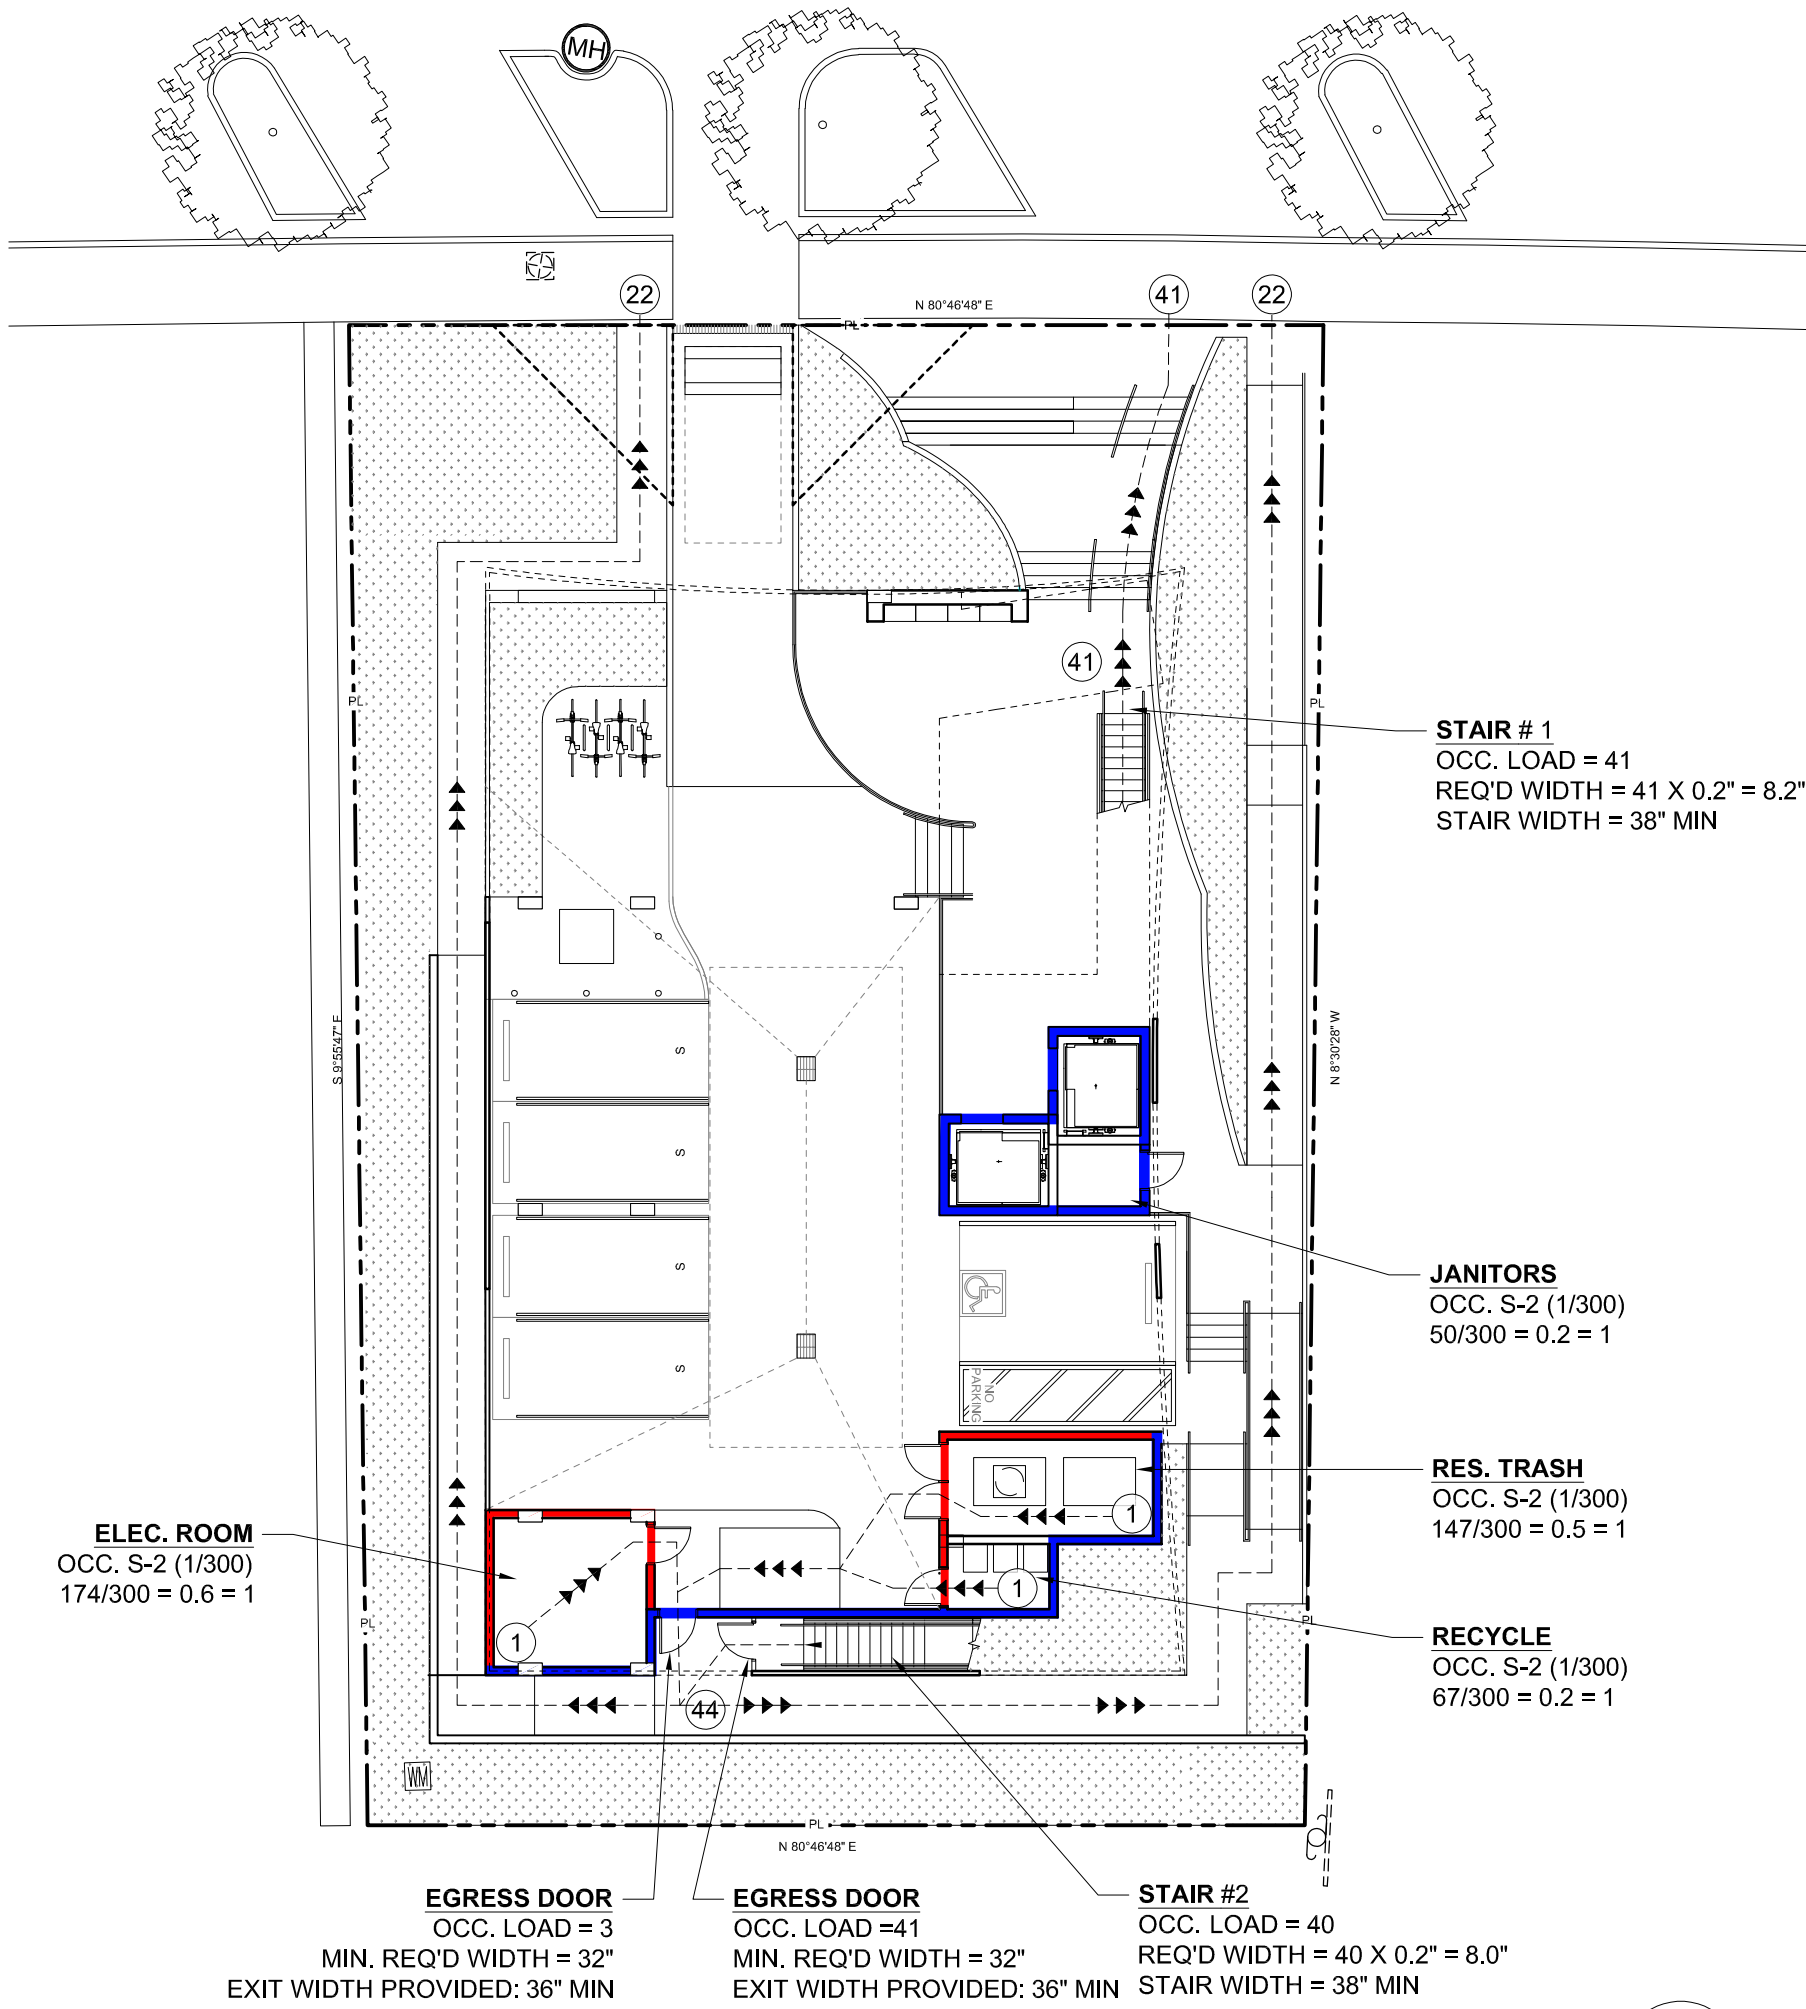 MH
22
41
22
N 80°46'48" E
PL
41
PL
PL
STAIR # 1
OCC. LOAD = 41
REQ'D WIDTH = 41 X 0.2" = 8.2"
STAIR WIDTH = 38" MIN
S 9°55'47" E
N 8°30'28" W
S
S
S
S
JANITORS
OCC. S-2 (1/300)
50/300 = 0.2 = 1
NO
PARKING
RES. TRASH
OCC. S-2 (1/300)
147/300 = 0.5 = 1
1
ELEC. ROOM
OCC. S-2 (1/300)
174/300 = 0.6 = 1
1
1
PL
PL
RECYCLE
OCC. S-2 (1/300)
67/300 = 0.2 = 1
44
WM
PL
N 80°46'48" E
EGRESS DOOR
OCC. LOAD = 3
MIN. REQ'D WIDTH = 32"
EXIT WIDTH PROVIDED: 36" MIN
EGRESS DOOR
OCC. LOAD =41
MIN. REQ'D WIDTH = 32"
EXIT WIDTH PROVIDED: 36" MIN
STAIR #2
OCC. LOAD = 40
REQ'D WIDTH = 40 X 0.2" = 8.0"
STAIR WIDTH = 38" MIN